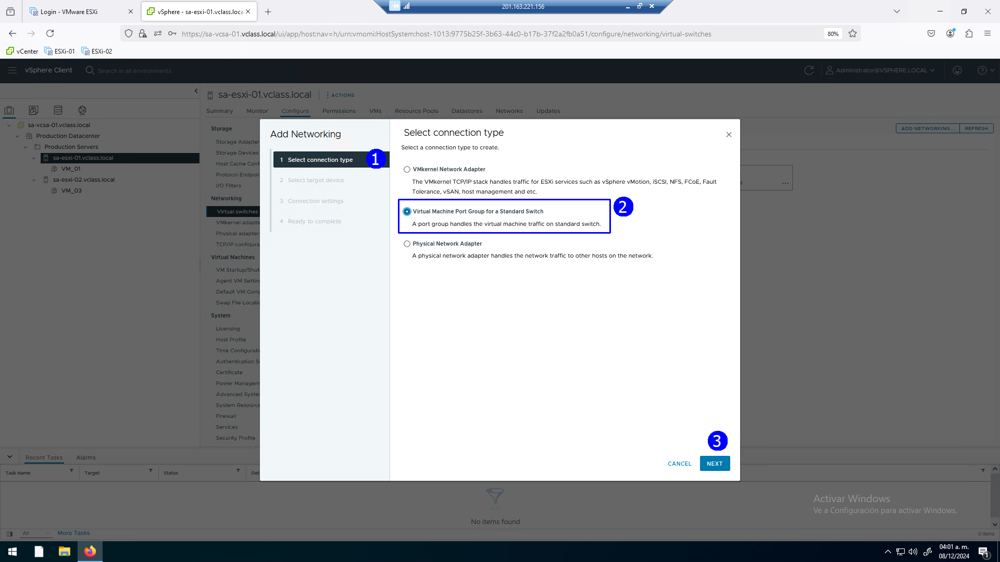 Login - VMware ESXi
vSphere - sa-esxi-01.vclass.loca
201.163.221.156
https://sa-vcsa-01.vclass.local/ui/app/host;nav=h/urn:vmomi:HostSystem:host-1013:9775b25f-3b63-44c0-b17b-37f2a2fb0a51/configure/networking/virtual-switches
80%
vCenter ESXi-01 ESXi-02
vSphere Client
Search in all environments
Administrator@VSPHERE.LOCAL
sa-esxi-01.vclass.local
ACTIONS
Summary Monitor Configure Permissions VMs Resource Pools Datastores Networks Updates
sa-vcsa-01.vclass.local
Production Datacenter
Production Servers
sa-esxi-01.vclass.local
VM_01
sa-esxi-02.vclass.local
VM_03
Storage
Storage Adapter
Storage Devices
Host Cache Conf
Protocol Endpoin
I/O Filters
Networking
Virtual switches
VMkernel adapte
Physical adapters
TCP/IP configura
Virtual Machines
VM Startup/Shut
Agent VM Settin
Default VM Comp
Swap File Locatio
System
Licensing
Host Profile
Time Configurati
Authentication Se
Certificate
Power Managem
Advanced System
System Resource
Firewall
Services
Security Profile
ADD NETWORKING... REFRESH
...
Add Networking
1 Select connection type
1
2 Select target device
3 Connection settings
4 Ready to complete
Select connection type
Select a connection type to create.
VMkernel Network Adapter
The VMkernel TCP/IP stack handles traffic for ESXi services such as vSphere vMotion, iSCSI, NFS, FCoE, Fault
Tolerance, vSAN, host management and etc.
Virtual Machine Port Group for a Standard Switch
A port group handles the virtual machine traffic on standard switch.
2
Physical Network Adapter
A physical network adapter handles the network traffic to other hosts on the network.
3
CANCEL NEXT
Recent Tasks Alarms
Task Name Target Status Det
No items found
All More Tasks
0 items
Activar Windows
Ve a Configuración para activar Windows.
04:01 a. m.
08/12/2024
1